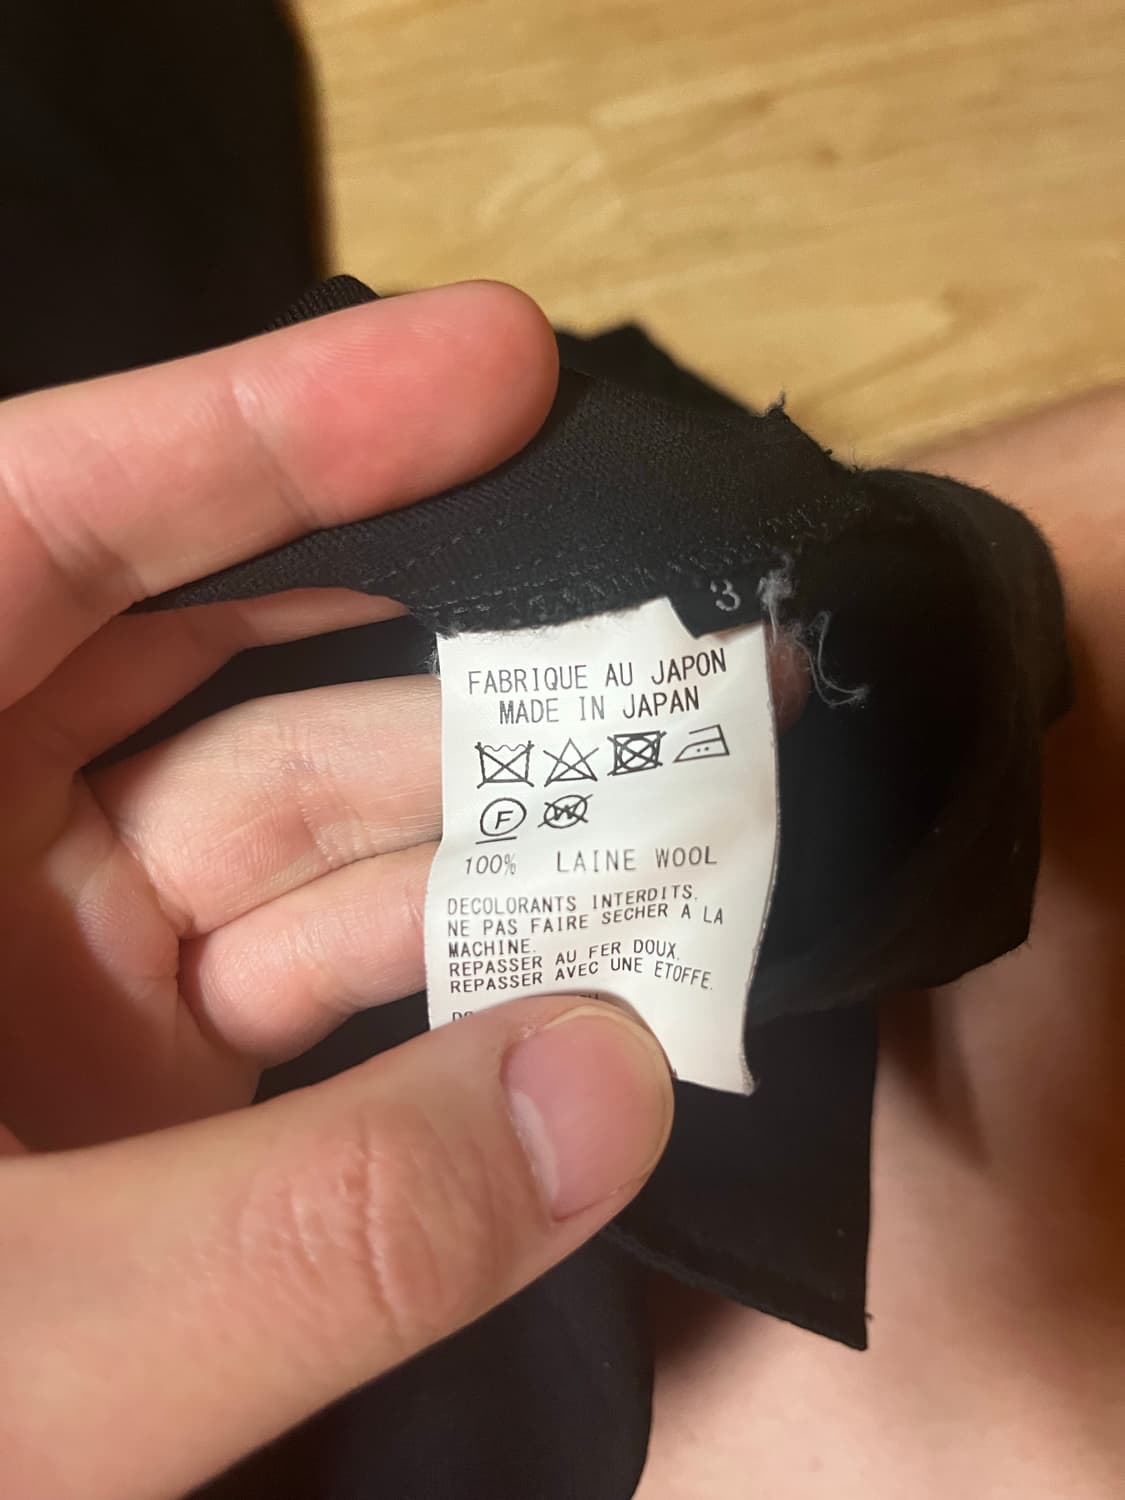 3
FABRIQUE AU JAPON
MADE IN JAPAN
F
W
100% LAINE WOOL
DECOLORANTS INTERDITS.
NE PAS FAIRE SECHER A LA
MACHINE.
REPASSER AU FER DOUX.
REPASSER AVEC UNE ETOFFE.